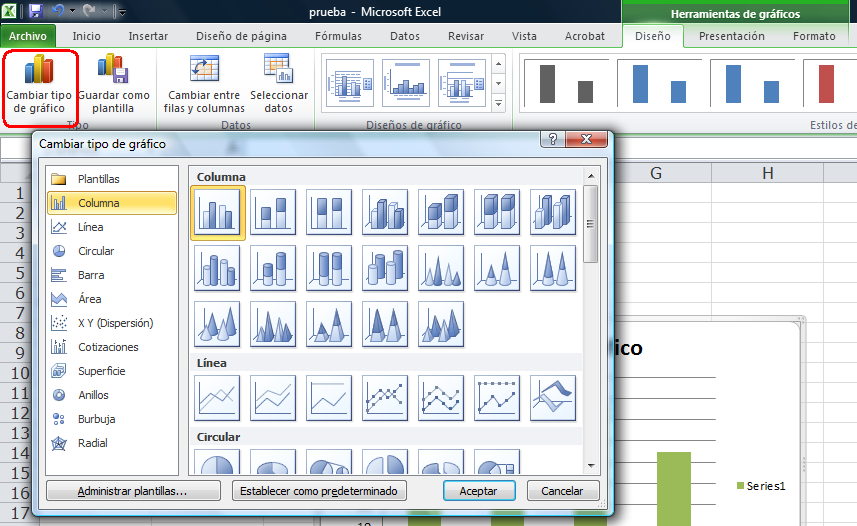 prueba - Microsoft Excel
Herramientas de gráficos
Archivo Inicio Insertar Diseño de página Fórmulas Datos Revisar Vista Acrobat Diseño Presentación Formato
Cambiar tipo de gráfico
Guardar como plantilla
Cambiar entre filas y columnas
Seleccionar datos
Tipo Datos Diseños de gráfico Estilos de
Cambiar tipo de gráfico
G H
1
2
3
4
5
6
7
8
9
10
11
12
13
14
15
16
17
Plantillas
Columna
Línea
Circular
Barra
Área
X Y (Dispersión)
Cotizaciones
Superficie
Anillos
Burbuja
Radial
Columna
Línea
Circular
Administrar plantillas...
Establecer como predeterminado
Aceptar
Cancelar
ico
Series1